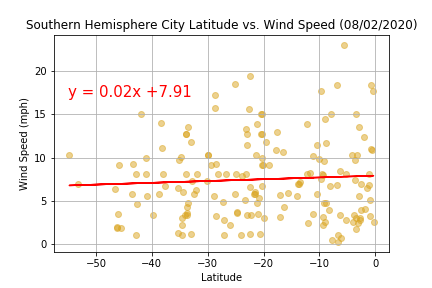 Southern Hemisphere City Latitude vs. Wind Speed (08/02/2020)
y = 0.02x +7.91
Wind Speed (mph)
20
15
10
5
0
−50 −40 −30 −20 −10 0
Latitude